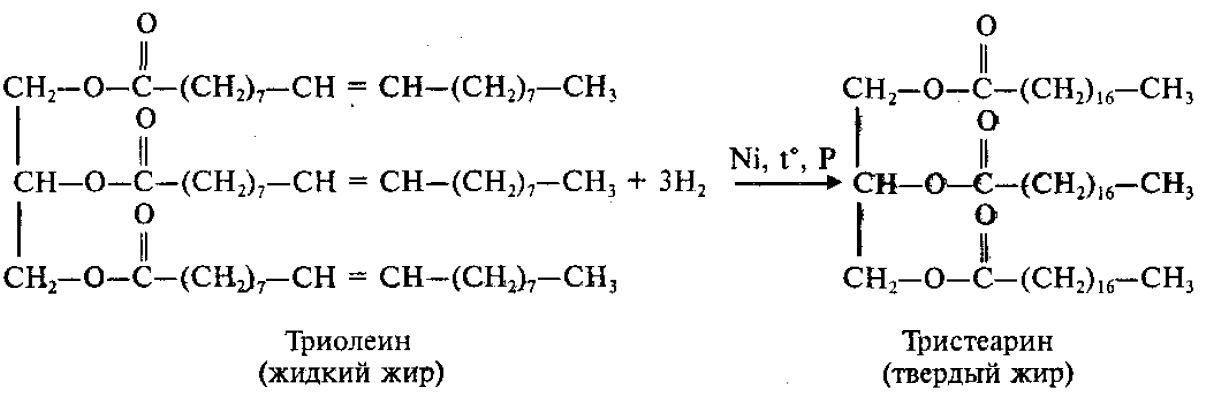 O O
CH₂–O–C–(CH₂)₇–CH = CH–(CH₂)₇–CH₃ CH₂–O–C–(CH₂)₁₆–CH₃
O O
CH–O–C–(CH₂)₇–CH = CH–(CH₂)₇–CH₃ + 3H₂ Ni, t°, P CH–O–C–(CH₂)₁₆–CH₃
O O
CH₂–O–C–(CH₂)₇–CH = CH–(CH₂)₇–CH₃ CH₂–O–C–(CH₂)₁₆–CH₃
Триолеин Тристеарин
(жидкий жир) (твердый жир)